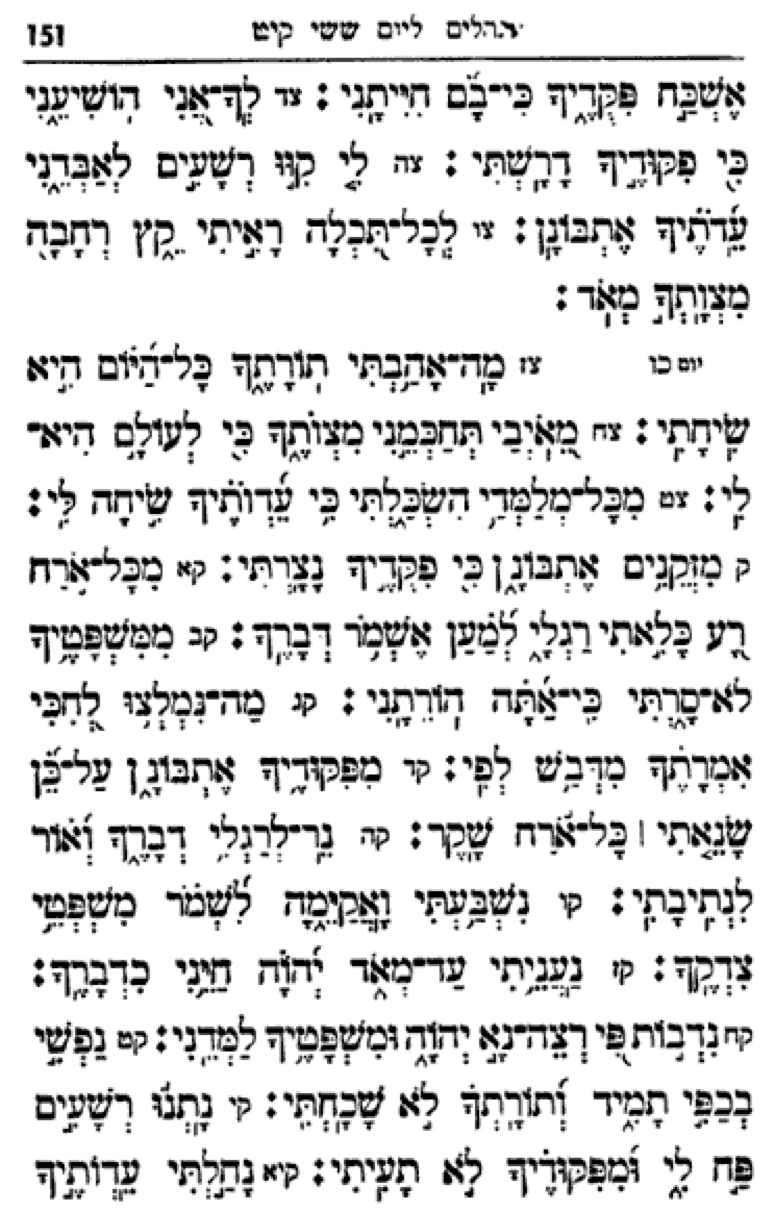 151 תהלים ליום ששי קיט
אֶשְׁכַּח פִּקֻּדֶיךָ כִּי־בָם חִיִּיתָנִי: צד לְךָ־אֲנִי הוֹשִׁיעֵנִי
כִּי פִקּוּדֶיךָ דָרָשְׁתִּי: צה לִי קִוּוּ רְשָׁעִים לְאַבְּדֵנִי
עֵדֹתֶיךָ אֶתְבּוֹנָן: צו לְכָל־תִּכְלָה רָאִיתִי קֵץ רְחָבָה
מִצְוָתְךָ מְאֹד:
יום כו צז מָה־אָהַבְתִּי תוֹרָתֶךָ כָּל־הַיּוֹם הִיא
שִׂיחָתִי: צח מֵאֹיְבַי תְּחַכְּמֵנִי מִצְוֹתֶךָ כִּי לְעוֹלָם הִיא־
לִי: צט מִכָּל־מְלַמְּדַי הִשְׂכַּלְתִּי כִּי עֵדְוֹתֶיךָ שִׂיחָה לִּי:
ק מִזְּקֵנִים אֶתְבּוֹנָן כִּי פִקֻּדֶיךָ נָצָרְתִּי: קא מִכָּל־אֹרַח
רָע כָּלִאתִי רַגְלָי לְמַעַן אֶשְׁמֹר דְּבָרֶךָ: קב מִמִּשְׁפָּטֶיךָ
לֹא־סָרְתִּי כִּי־אַתָּה הוֹרֵתָנִי: קג מַה־נִּמְלְצוּ לְחִכִּי
אִמְרָתֶךָ מִדְּבַשׁ לְפִי: קד מִפִּקּוּדֶיךָ אֶתְבּוֹנָן עַל־כֵּן
שָׂנֵאתִי | כָּל־אֹרַח שָׁקֶר: קה נֵר־לְרַגְלִי דְבָרֶךָ וְאוֹר
לִנְתִיבָתִי: קו נִשְׁבַּעְתִּי וָאֲקַיֵּמָה לִשְׁמֹר מִשְׁפְּטֵי
צִדְקֶךָ: קז נַעֲנֵיתִי עַד־מְאֹד יְהוָֹה חַיֵּנִי כִדְבָרֶךָ:
קח נִדְבוֹת פִּי רְצֵה־נָא יְהוָֹה וּמִשְׁפָּטֶיךָ לַמְּדֵנִי: קט נַפְשִׁי
בְכַפִּי תָמִיד וְתוֹרָתְךָ לֹא שָׁכָחְתִּי: קי נָתְנוּ רְשָׁעִים
פַּח לִי וּמִפִּקּוּדֶיךָ לֹא תָעִיתִי: קיא נָחַלְתִּי עֵדְוֹתֶיךָ